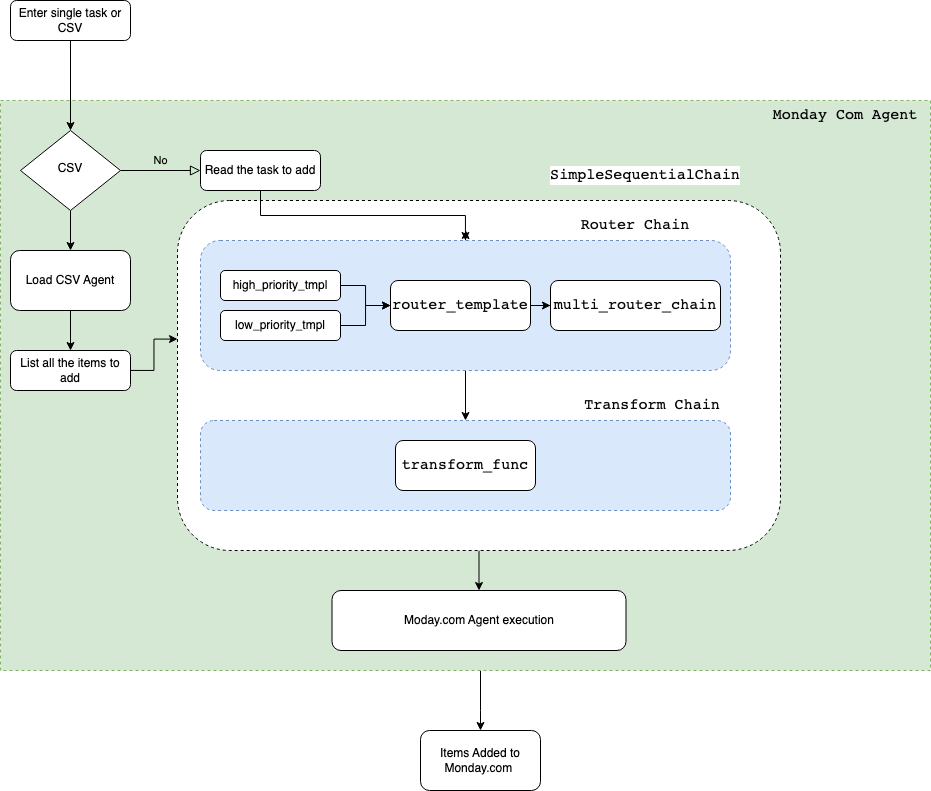 Enter single task or
CSV
Monday Com Agent
CSV
No
Read the task to add
SimpleSequentialChain
Router Chain
Load CSV Agent
high_priority_tmpl
low_priority_tmpl
router_template
multi_router_chain
List all the items to
add
Transform Chain
transform_func
Moday.com Agent execution
Items Added to
Monday.com